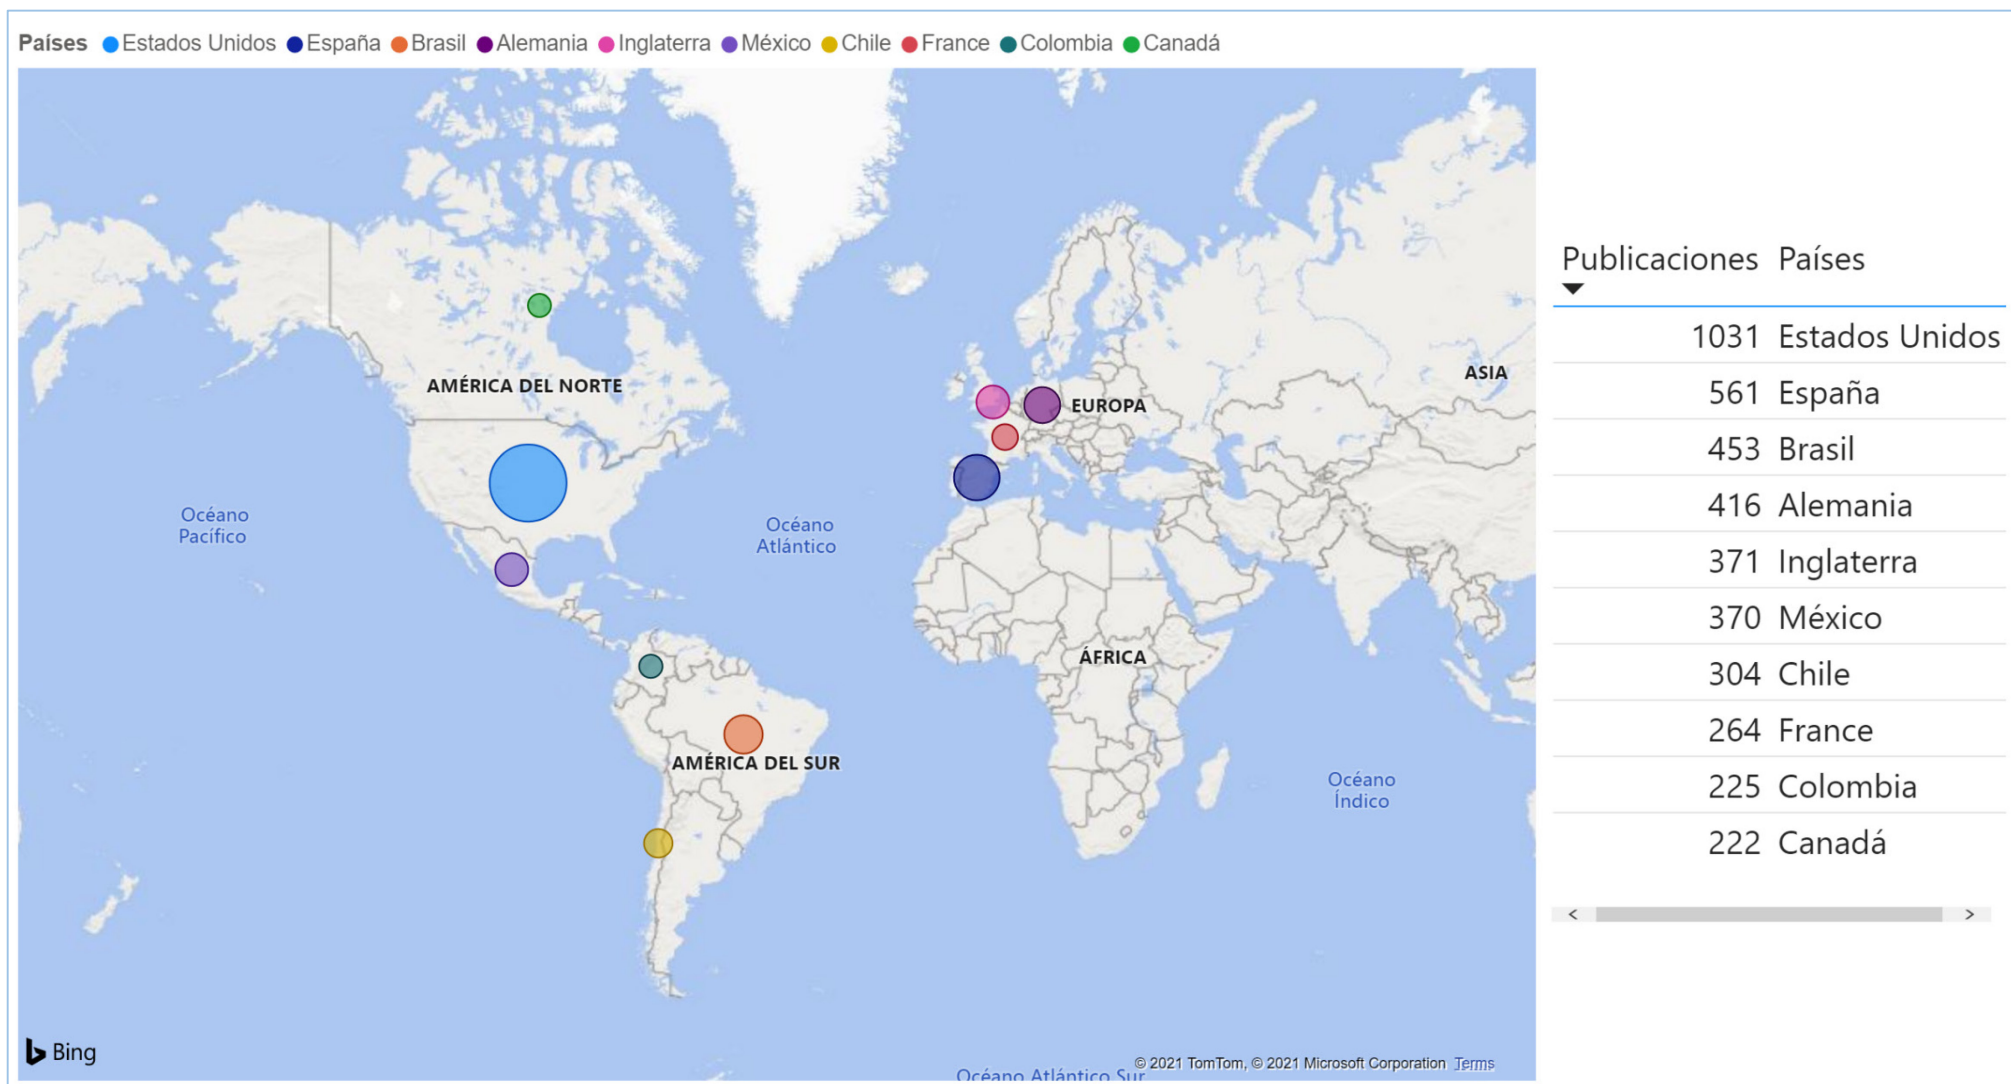 Países Estados Unidos España Brasil Alemania Inglaterra México Chile France Colombia Canadá
AMÉRICA DEL NORTE
ASIA
EUROPA
Océano
Pacífico
Océano
Atlántico
ÁFRICA
AMÉRICA DEL SUR
Océano
Índico
Bing
© 2021 TomTom, © 2021 Microsoft Corporation Terms
Océano Atlántico Sur
Publicaciones Países
1031 Estados Unidos
561 España
453 Brasil
416 Alemania
371 Inglaterra
370 México
304 Chile
264 France
225 Colombia
222 Canadá